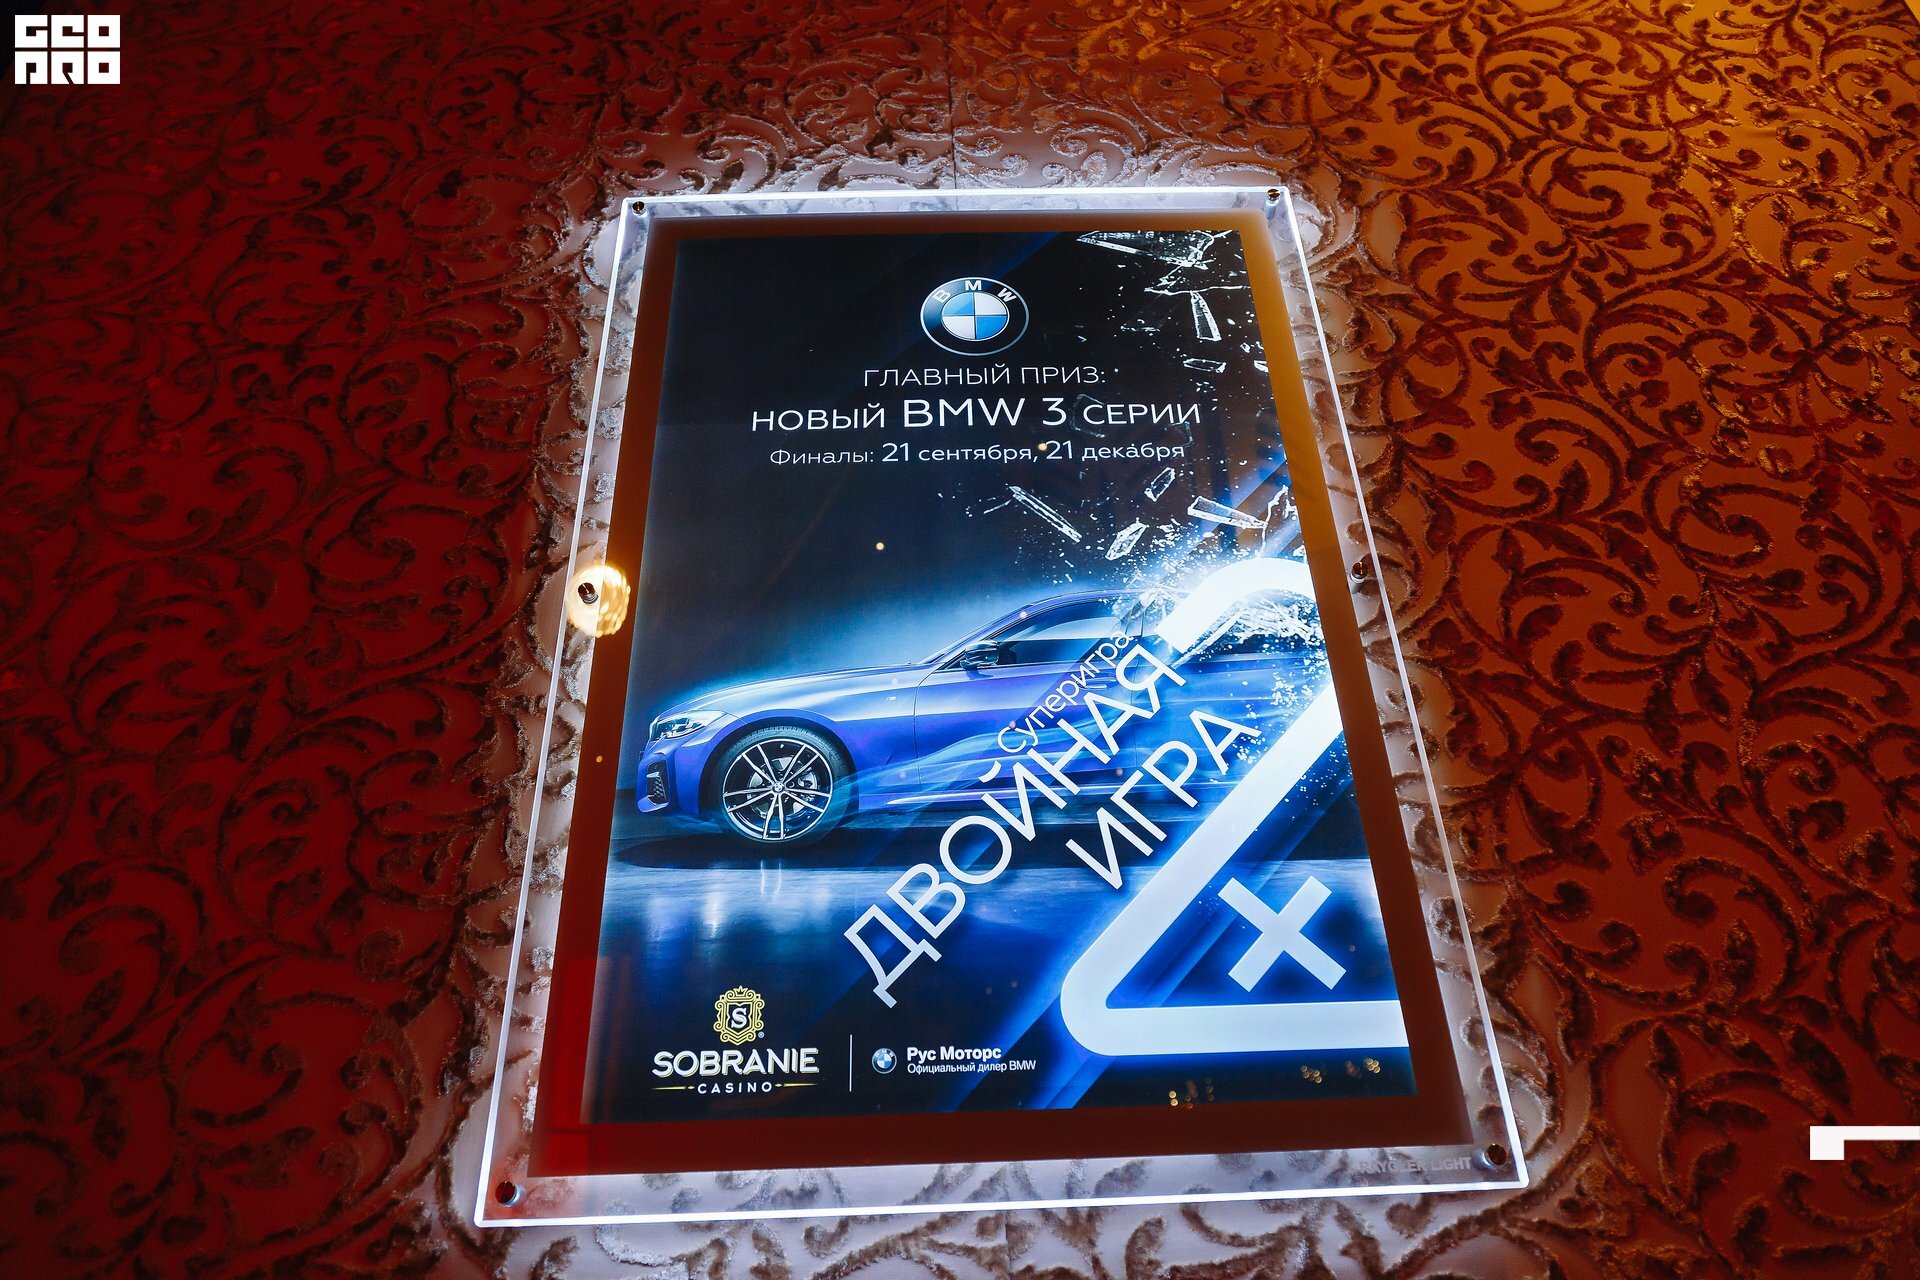 GEO
PRO
BMW
ГЛАВНЫЙ ПРИЗ:
НОВЫЙ BMW 3 СЕРИИ
Финалы: 21 сентября, 21 декабря
Суперигра
ДВОЙНАЯ
ИГРА
S
SOBRANIE
CASINO
Рус Моторс
Официальный дилер BMW
LIGHT